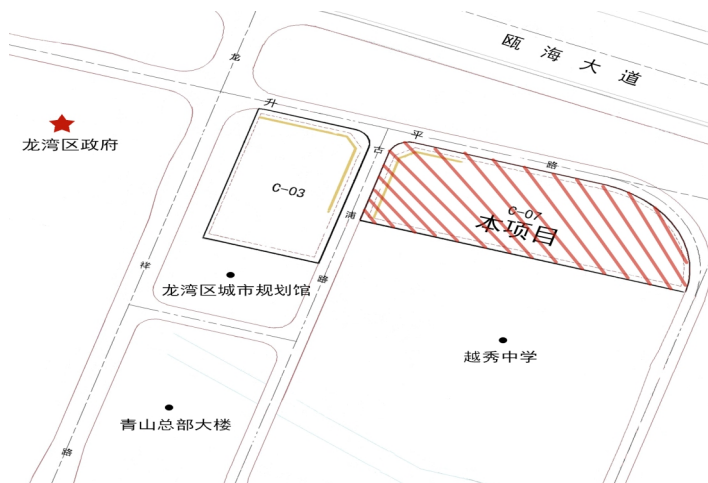 瓯海大道
龙祥路
升平路
龙湾区政府
古浦路
C-03
C-07
本项目
龙湾区城市规划馆
越秀中学
青山总部大楼